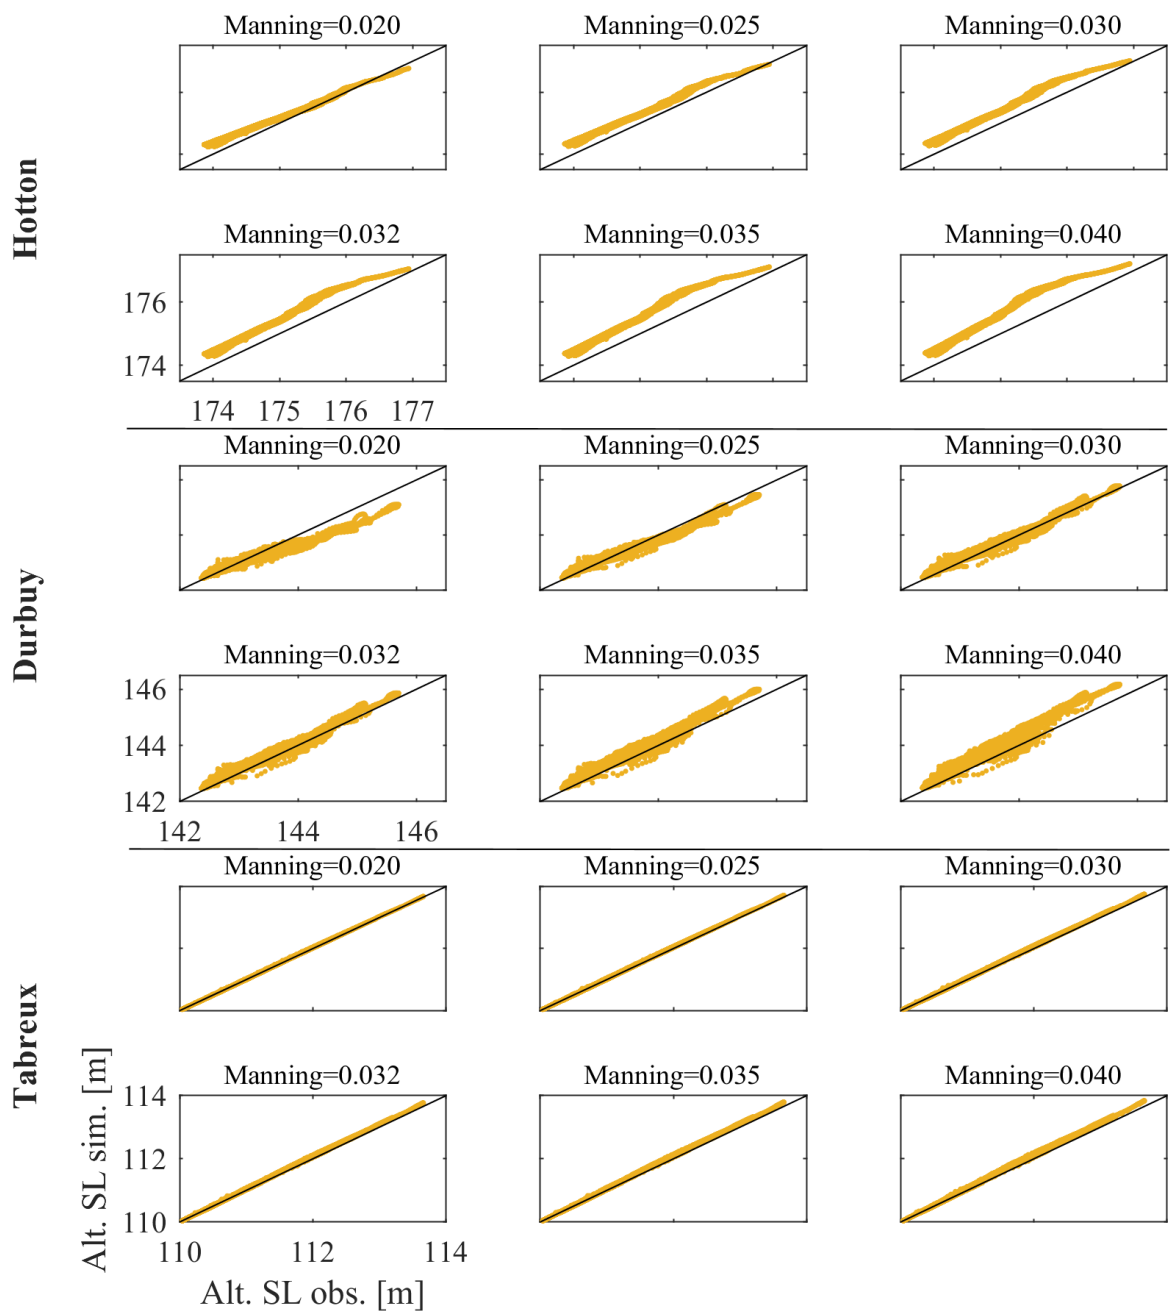 Hotton
Manning=0.020
Manning=0.025
Manning=0.030
Manning=0.032
Manning=0.035
Manning=0.040
176
174
174 175 176 177
Durbuy
Manning=0.020
Manning=0.025
Manning=0.030
Manning=0.032
Manning=0.035
Manning=0.040
146
144
142
142 144 146
Tabreux
Manning=0.020
Manning=0.025
Manning=0.030
Manning=0.032
Manning=0.035
Manning=0.040
Alt. SL sim. [m]
114
112
110
110 112 114
Alt. SL obs. [m]